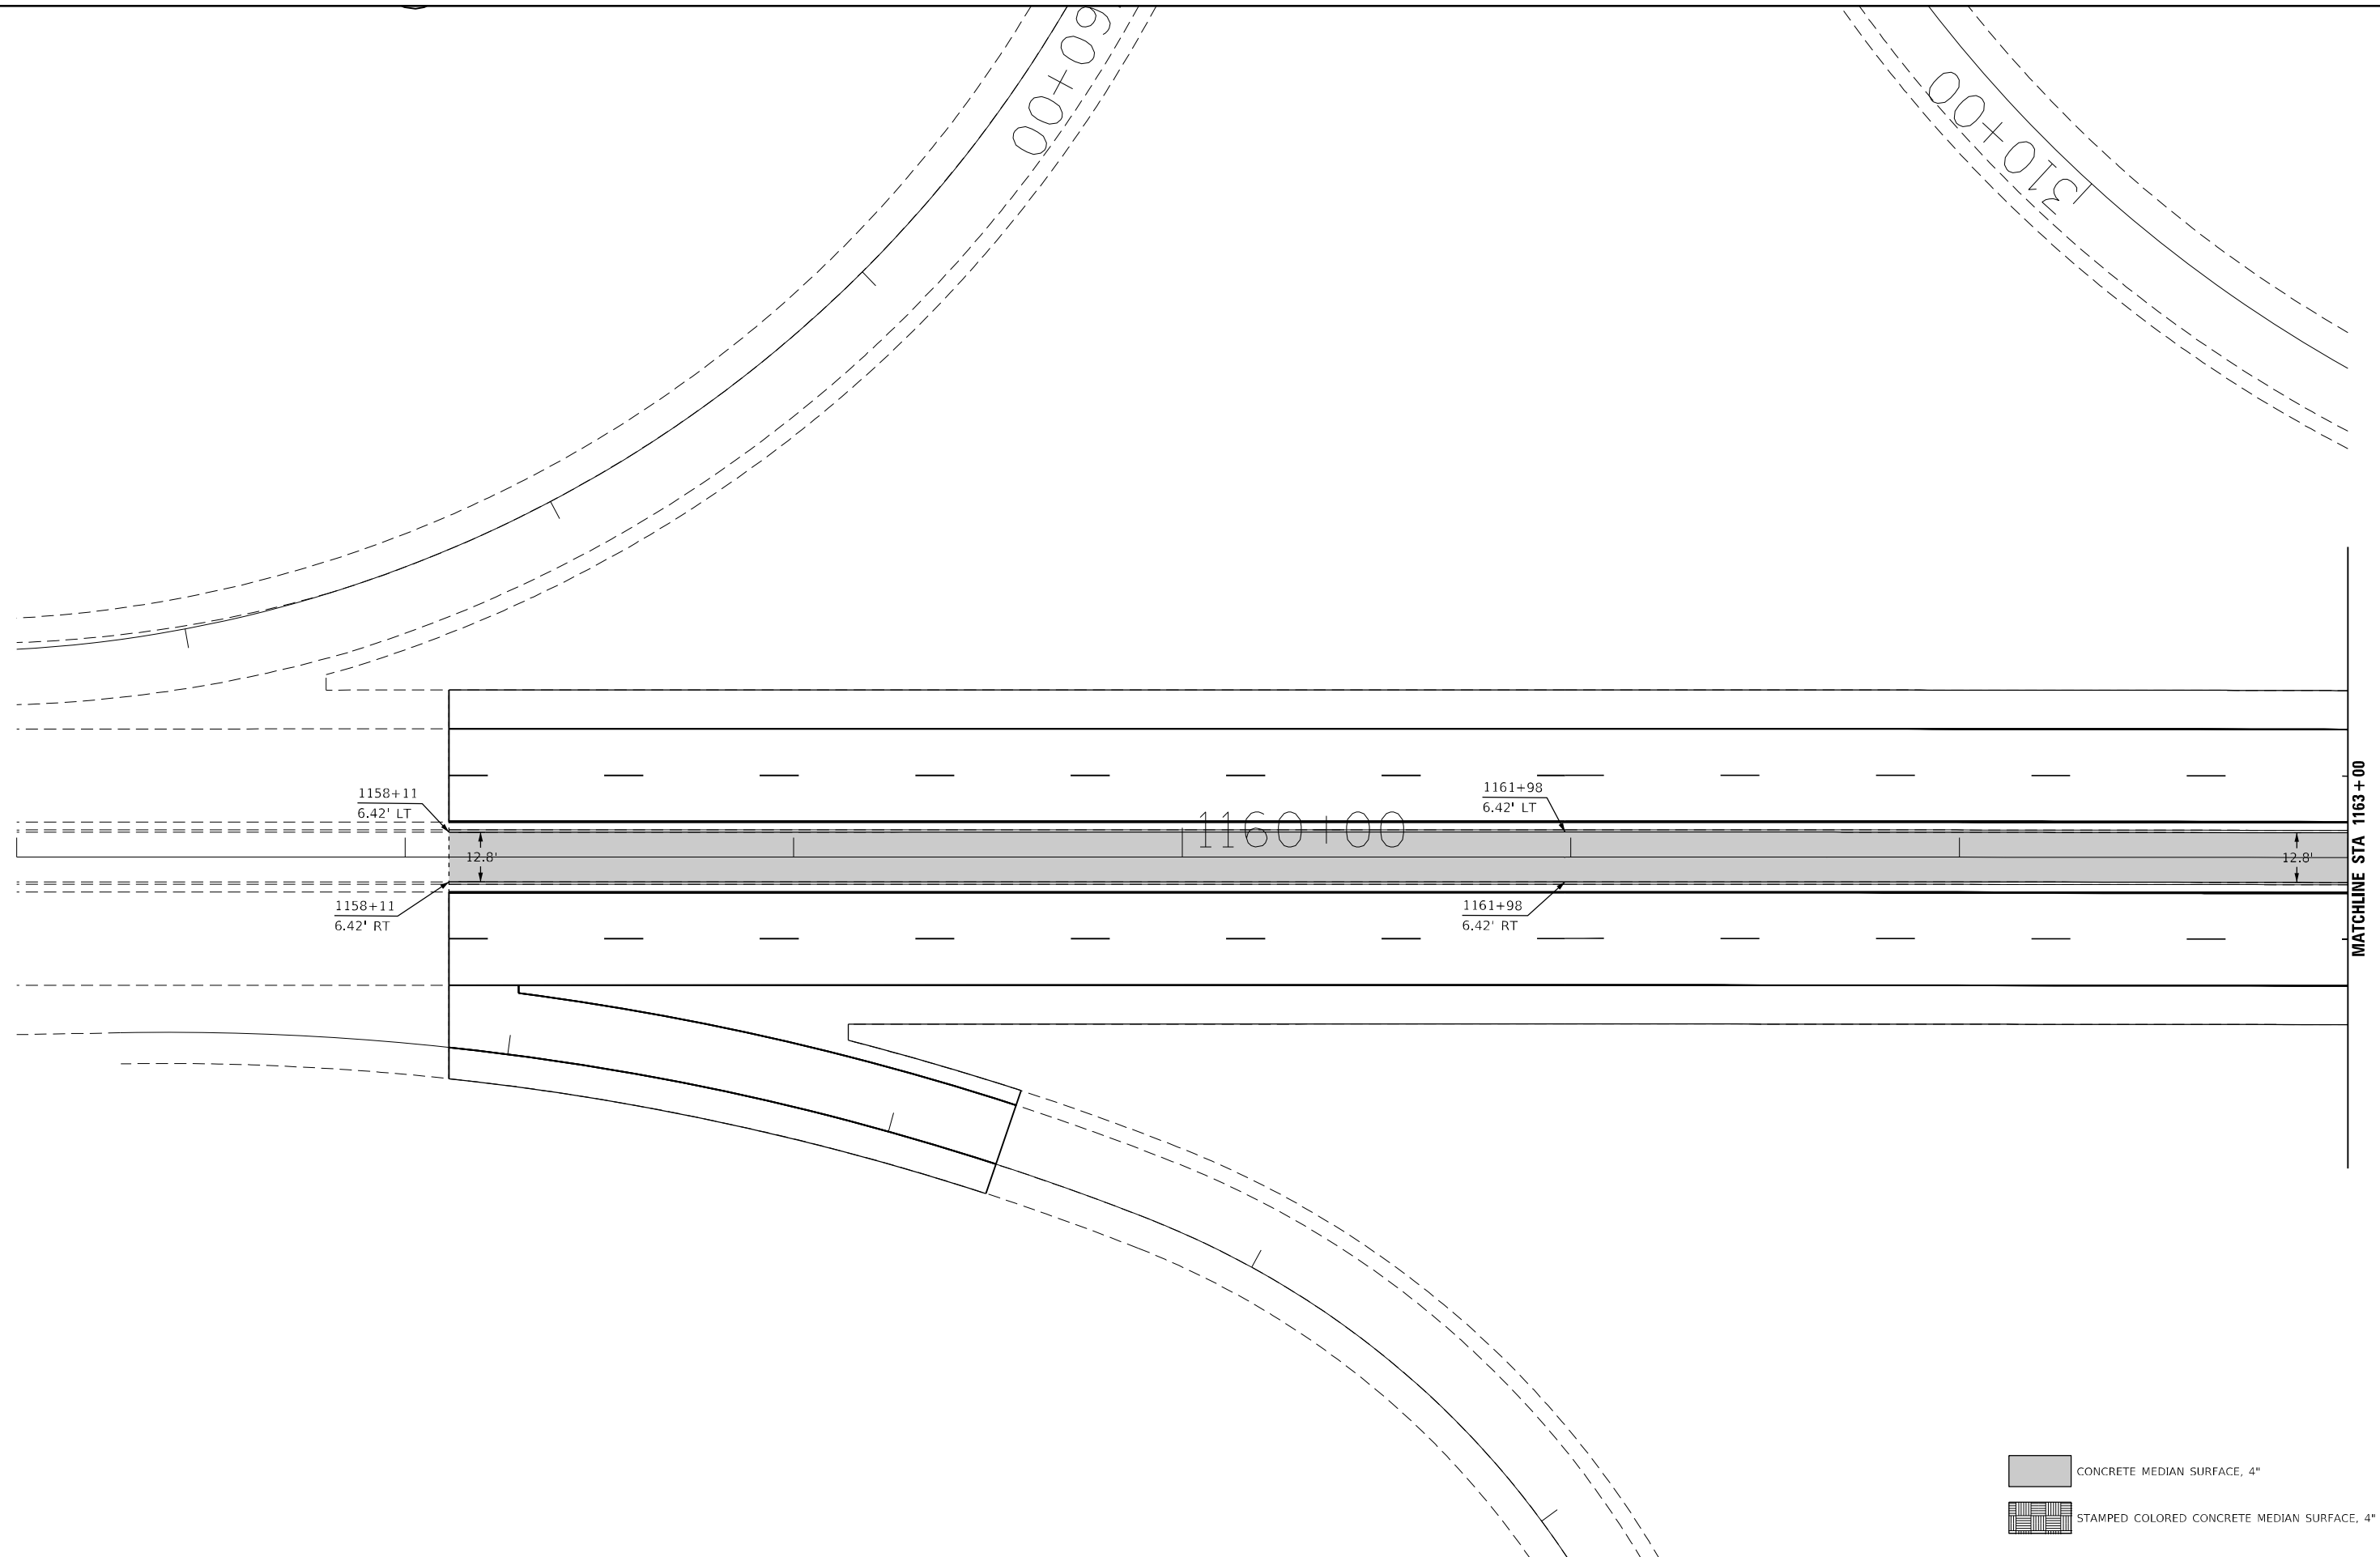 60+00
310+00
MATCHLINE STA 1163+00
1158+11
6.42' LT
1161+98
6.42' LT
1160+00
12.8'
12.8'
1158+11
6.42' RT
1161+98
6.42' RT
CONCRETE MEDIAN SURFACE, 4"
STAMPED COLORED CONCRETE MEDIAN SURFACE, 4"